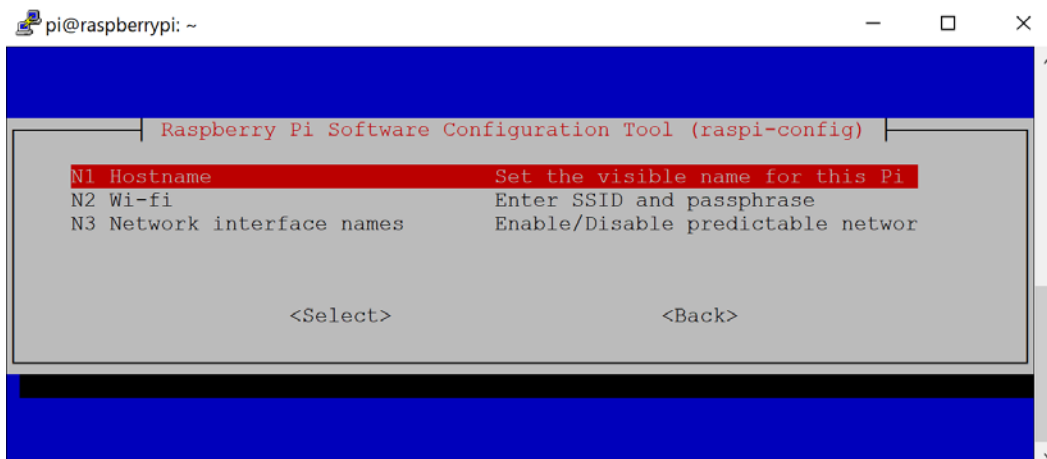 pi@raspberrypi: ~
Raspberry Pi Software Configuration Tool (raspi-config)
N1 Hostname Set the visible name for this Pi
N2 Wi-fi Enter SSID and passphrase
N3 Network interface names Enable/Disable predictable networ
<Select> <Back>